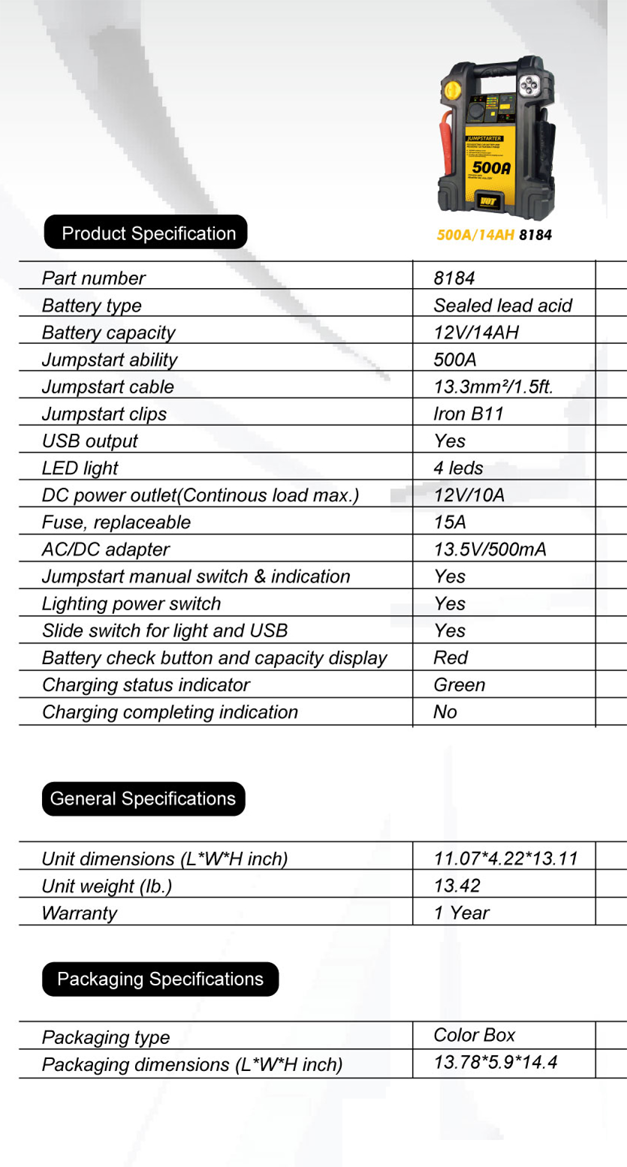 JUMPSTARTER
500A
500A/14AH 8184
Product Specification
Part number 8184
Battery type Sealed lead acid
Battery capacity 12V/14AH
Jumpstart ability 500A
Jumpstart cable 13.3mm²/1.5ft.
Jumpstart clips Iron B11
USB output Yes
LED light 4 leds
DC power outlet(Continous load max.) 12V/10A
Fuse, replaceable 15A
AC/DC adapter 13.5V/500mA
Jumpstart manual switch & indication Yes
Lighting power switch Yes
Slide switch for light and USB Yes
Battery check button and capacity display Red
Charging status indicator Green
Charging completing indication No
General Specifications
Unit dimensions (L*W*H inch) 11.07*4.22*13.11
Unit weight (lb.) 13.42
Warranty 1 Year
Packaging Specifications
Packaging type Color Box
Packaging dimensions (L*W*H inch) 13.78*5.9*14.4